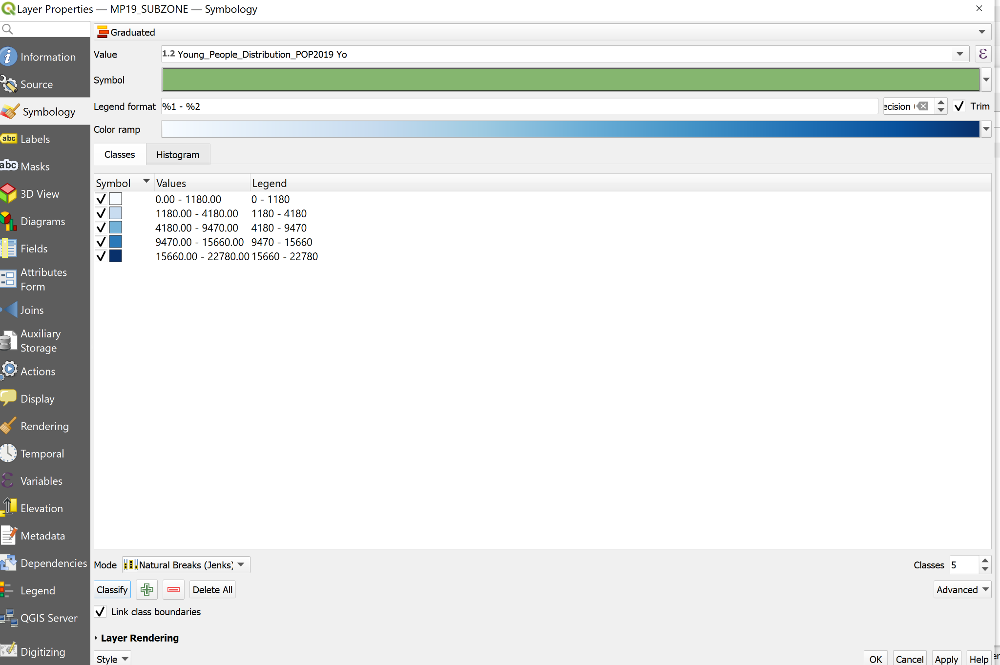 Layer Properties — MP19_SUBZONE — Symbology
Graduated
Information
Value
1.2 Young_People_Distribution_POP2019 Yo
ε
Source
Symbol
Symbology
Legend format
%1 - %2
ecision
Trim
Color ramp
abc Labels
Classes
Histogram
abc Masks
Symbol Values Legend
3D View
0.00 - 1180.00 0 - 1180
1180.00 - 4180.00 1180 - 4180
Diagrams
4180.00 - 9470.00 4180 - 9470
9470.00 - 15660.00 9470 - 15660
Fields
15660.00 - 22780.00 15660 - 22780
Attributes
Form
Joins
Auxiliary
Storage
Actions
Display
Rendering
Temporal
Variables
Elevation
Metadata
Dependencies
Mode Natural Breaks (Jenks)
Classes 5
Legend
Classify
Delete All
Advanced
Link class boundaries
QGIS Server
Layer Rendering
Digitizing
Style
OK
Cancel
Apply
Help